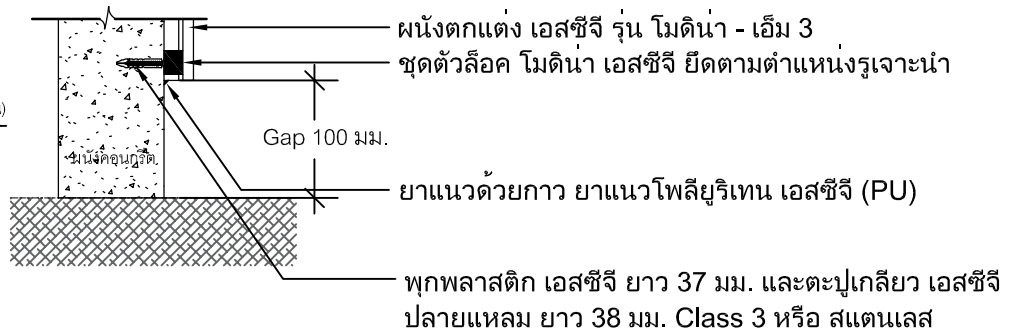 ผนังตกแต่ง เอสซีจี รุ่น โมดิน่า - เอ็ม 3
ชุดตัวล็อค โมดิน่า เอสซีจี ยึดตามตำแหน่งรูเจาะนำ
Gap 100 มม.
ผนังคอนกรีต
ยาแนวด้วยกาว ยาแนวโพลียูริเทน เอสซีจี (PU)
พุกพลาสติก เอสซีจี ยาว 37 มม. และตะปูเกลียว เอสซีจี
ปลายแหลม ยาว 38 มม. Class 3 หรือ สแตนเลส